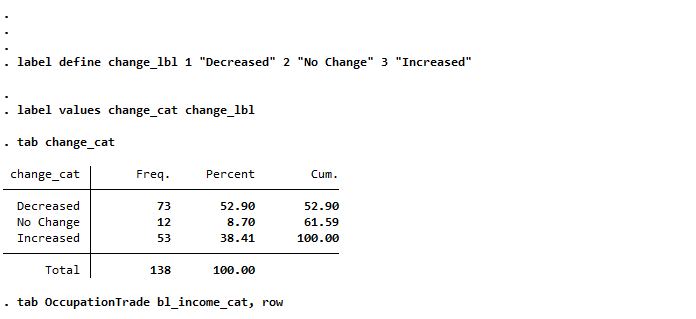 .
.
.
. label define change_lbl 1 "Decreased" 2 "No Change" 3 "Increased"
.
. label values change_cat change_lbl
. tab change_cat
change_cat Freq. Percent Cum.
Decreased 73 52.90 52.90
No Change 12 8.70 61.59
Increased 53 38.41 100.00
Total 138 100.00
. tab OccupationTrade bl_income_cat, row